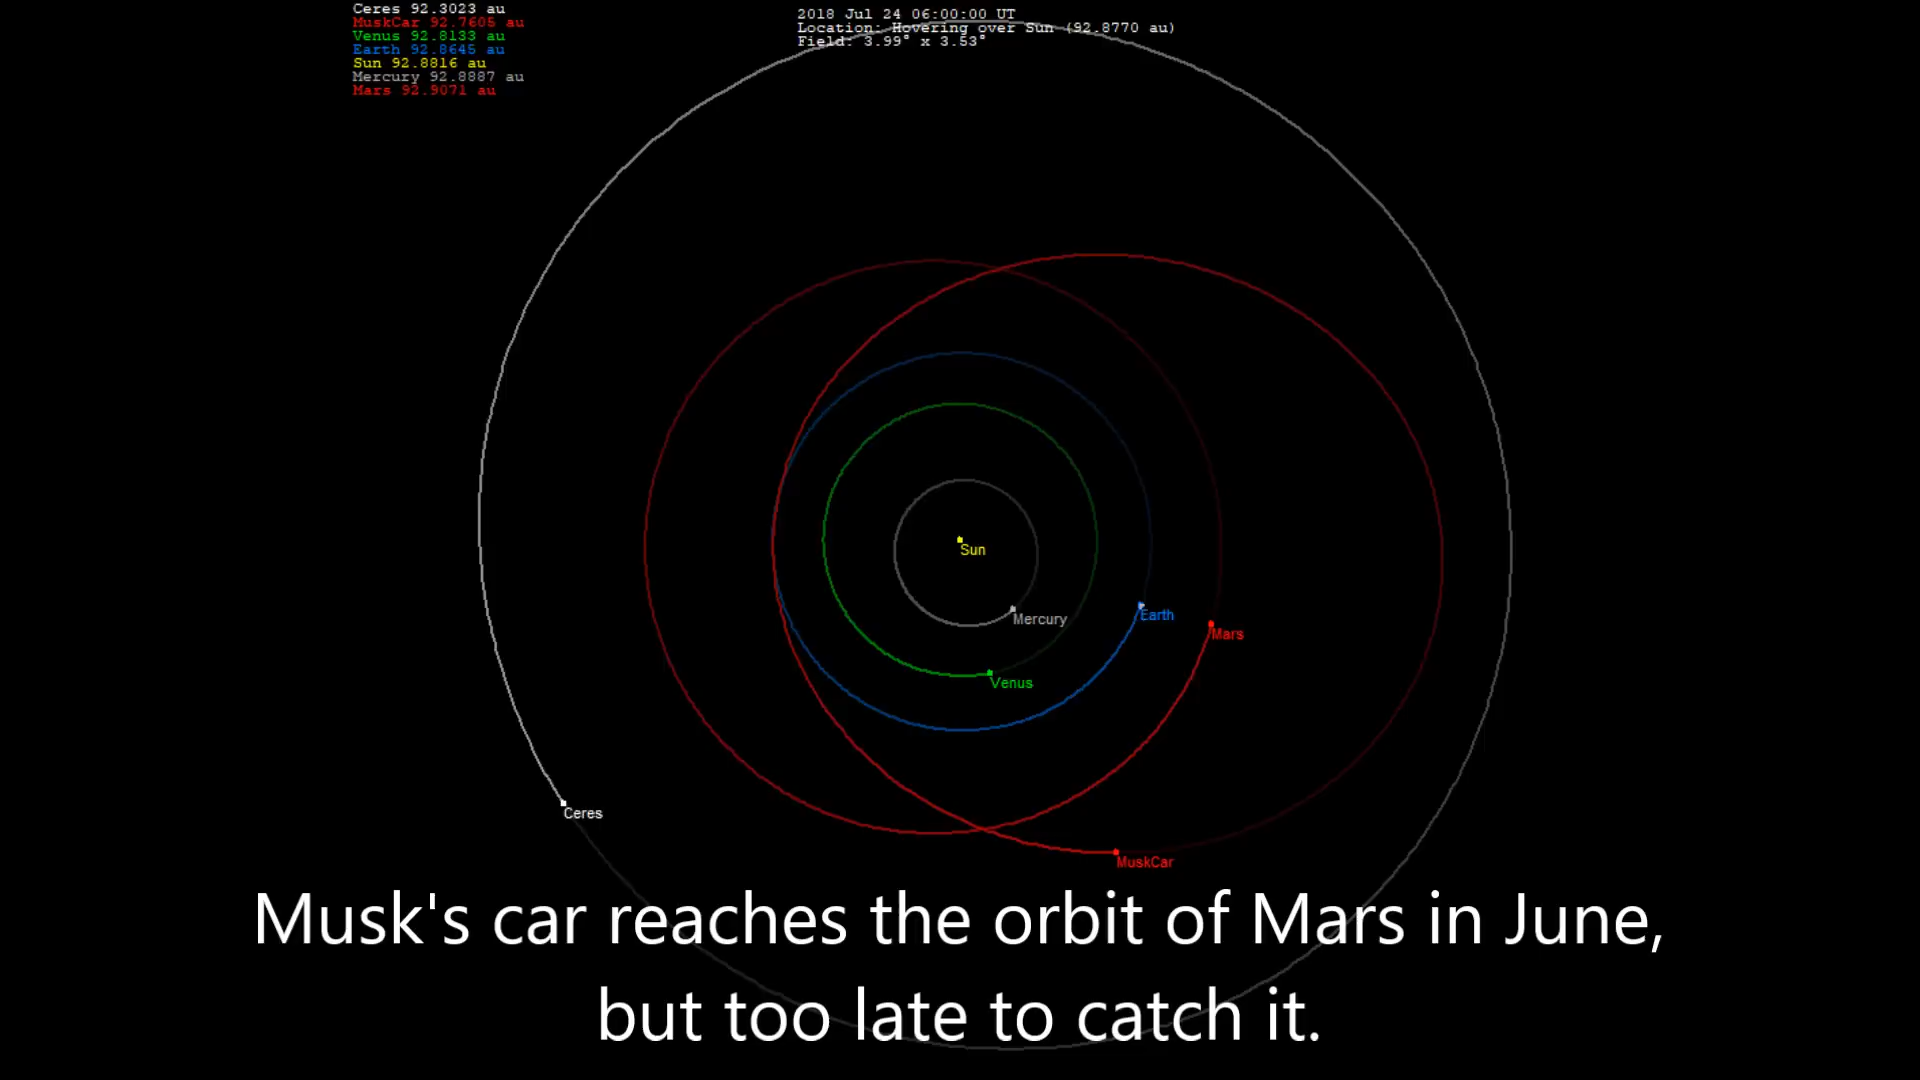 Ceres 92.3023 au
MuskCar 92.7605 au
Venus 92.8133 au
Earth 92.8645 au
Sun 92.8816 au
Mercury 92.8887 au
Mars 92.9071 au
2018 Jul 24 06:00:00 UT
Location: Hovering over Sun (92.8770 au)
Field: 3.99° x 3.53°
Sun
Mercury
Earth
Mars
Venus
Ceres
MuskCar
Musk's car reaches the orbit of Mars in June,
but too late to catch it.